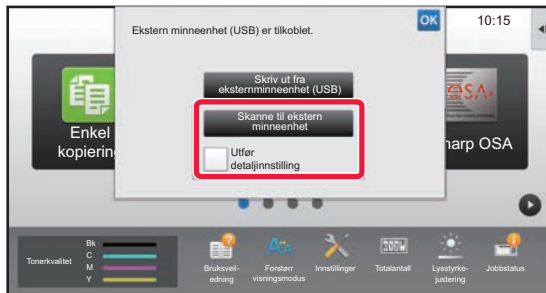 Ekstern minneenhet (USB) er tilkoblet.
OK
10:15
Skriv ut fra
eksternminneenhet (USB)
Skanne til ekstern
minneenhet
Utfør
detaljinnstilling
Enkel
kopiering
harp OSA
Tonerkvalitet
Bk
C
M
Y
Bruksveil-
edning
Forstørr
visningsmodus
Innstillinger
Totalantall
Lysstyrke-
justering
Jobbstatus